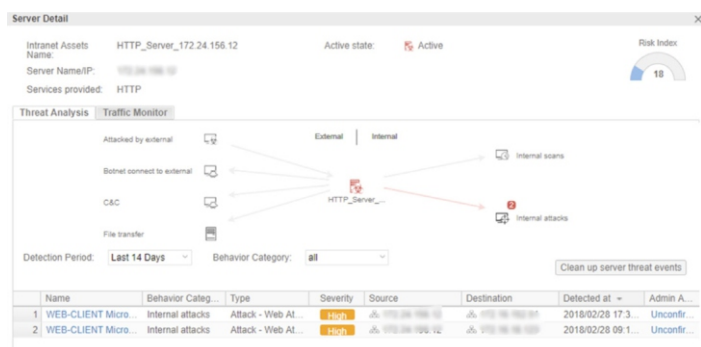 Server Detail
Intranet Assets Name: HTTP_Server_172.24.156.12 Active state: Active Risk Index
Server Name/IP:
Services provided: HTTP 18
Threat Analysis Traffic Monitor
Attacked by external External Internal
Internal scans
Botnet connect to external
C&C HTTP_Server_...
2
Internal attacks
File transfer
Detection Period: Last 14 Days Behavior Category: all
Clean up server threat events
Name Behavior Categ... Type Severity Source Destination Detected at Admin A...
1 WEB-CLIENT Micro... Internal attacks Attack - Web At... High 2018/02/28 17:3... Unconfir...
2 WEB-CLIENT Micro... Internal attacks Attack - Web At... High 2018/02/28 09:1... Unconfir...